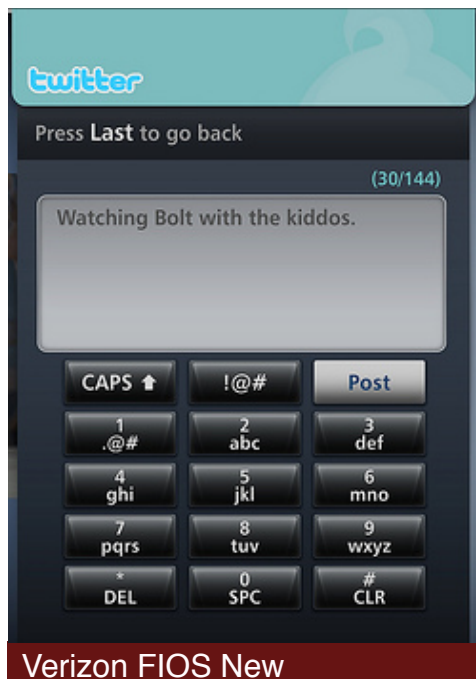 twitter
Press Last to go back
(30/144)
Watching Bolt with the kiddos.
CAPS ⬆ !@# Post
1 2 3
.@# abc def
4 5 6
ghi jkl mno
7 8 9
pqrs tuv wxyz
* 0 #
DEL SPC CLR
Verizon FIOS New